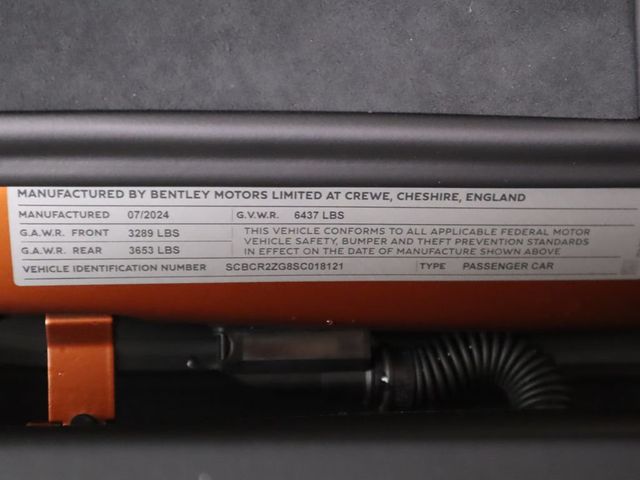 MANUFACTURED BY BENTLEY MOTORS LIMITED AT CREWE, CHESHIRE, ENGLAND
MANUFACTURED 07/2024 G.V.W.R. 6437 LBS
G.A.W.R. FRONT 3289 LBS
G.A.W.R. REAR 3653 LBS
THIS VEHICLE CONFORMS TO ALL APPLICABLE FEDERAL MOTOR
VEHICLE SAFETY, BUMPER AND THEFT PREVENTION STANDARDS
IN EFFECT ON THE DATE OF MANUFACTURE SHOWN ABOVE
VEHICLE IDENTIFICATION NUMBER SCBCR2ZG8SC018121 TYPE PASSENGER CAR